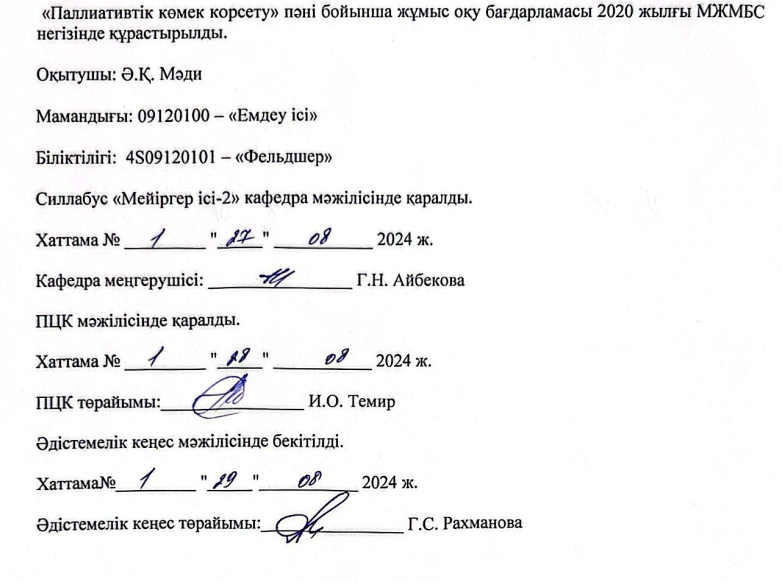 «Паллиативтік көмек корсету» пәні бойынша жұмыс оқу бағдарламасы 2020 жылғы МЖМБС
негізінде құрастырылды.
Оқытушы: Ә.Қ. Мәди
Мамандығы: 09120100 – «Емдеу ісі»
Біліктілігі: 4S09120101 – «Фельдшер»
Силлабус «Мейіргер ісі-2» кафедра мәжілісінде қаралды.
Хаттама № 1 "27" 08 2024 ж.
Кафедра меңгерушісі: Г.Н. Айбекова
ПЦК мәжілісінде қаралды.
Хаттама № 1 "28" 08 2024 ж.
ПЦК төрайымы: И.О. Темир
Әдістемелік кеңес мәжілісінде бекітілді.
Хаттама№ 1 "29" 08 2024 ж.
Әдістемелік кеңес төрайымы: Г.С. Рахманова